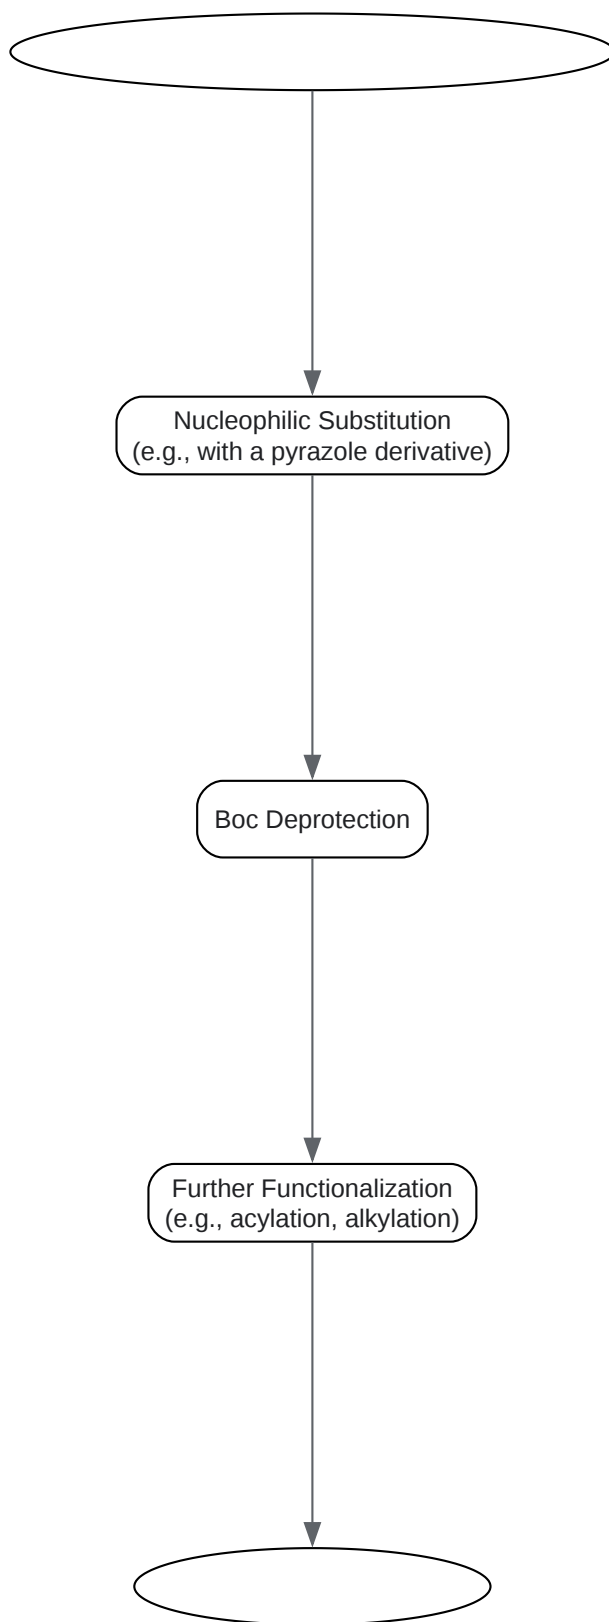 Nucleophilic Substitution
(e.g., with a pyrazole derivative)
Boc Deprotection
Further Functionalization
(e.g., acylation, alkylation)